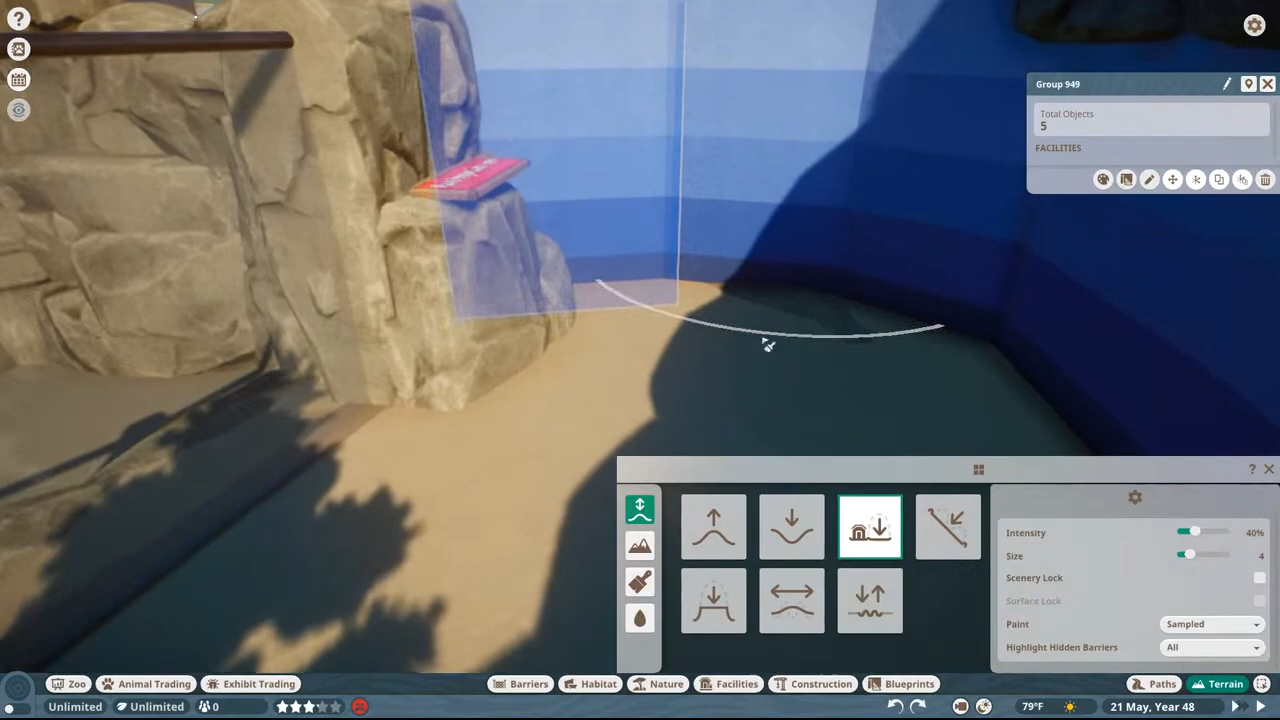 Group 949
Total Objects
5
FACILITIES
Intensity 40%
Size 4
Scenery Lock
Surface Lock
Paint Sampled
Highlight Hidden Barriers All
Zoo Animal Trading Exhibit Trading Barriers Habitat Nature Facilities Construction Blueprints Paths Terrain
Unlimited Unlimited 0 79°F 21 May, Year 48